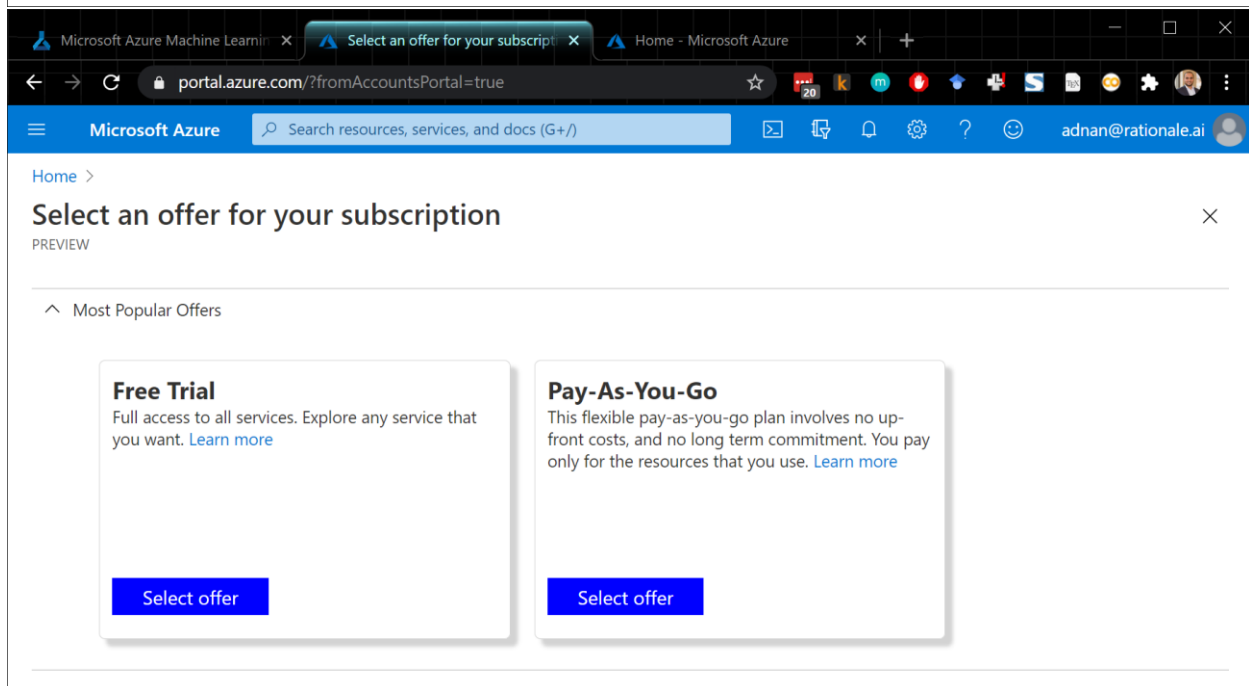 Microsoft Azure Machine Learnin
Select an offer for your subscripti
Home - Microsoft Azure
portal.azure.com/?fromAccountsPortal=true
20
k
m
S
TEX
Microsoft Azure
Search resources, services, and docs (G+/)
adnan@rationale.ai
Home >
Select an offer for your subscription
PREVIEW
Most Popular Offers
Free Trial
Full access to all services. Explore any service that
you want. Learn more
Select offer
Pay-As-You-Go
This flexible pay-as-you-go plan involves no up-
front costs, and no long term commitment. You pay
only for the resources that you use. Learn more
Select offer